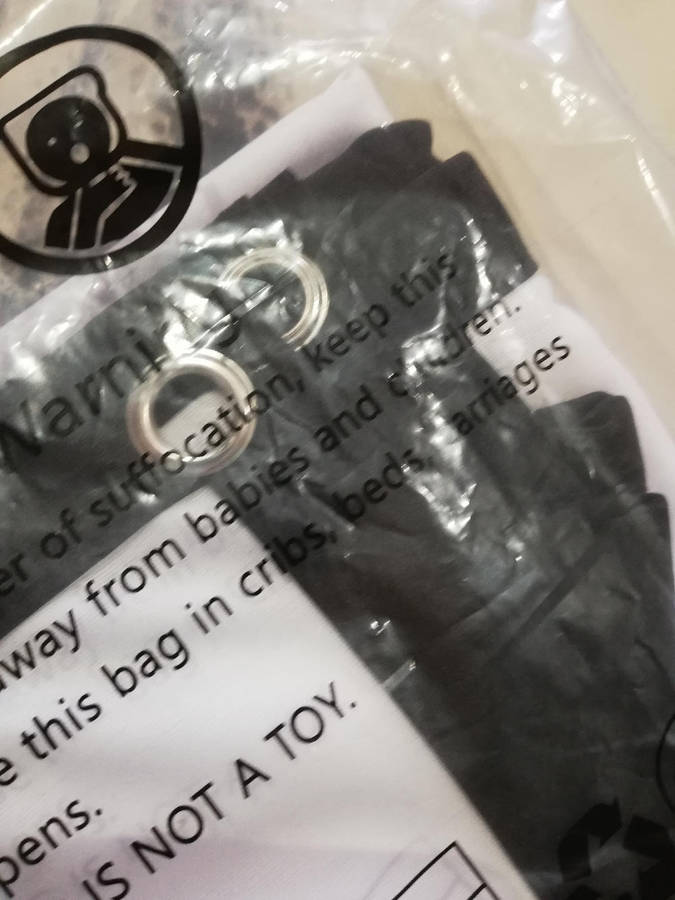 Warning
er of suffocation, keep this
away from babies and children.
e this bag in cribs, beds, carriages
pens.
IS NOT A TOY.